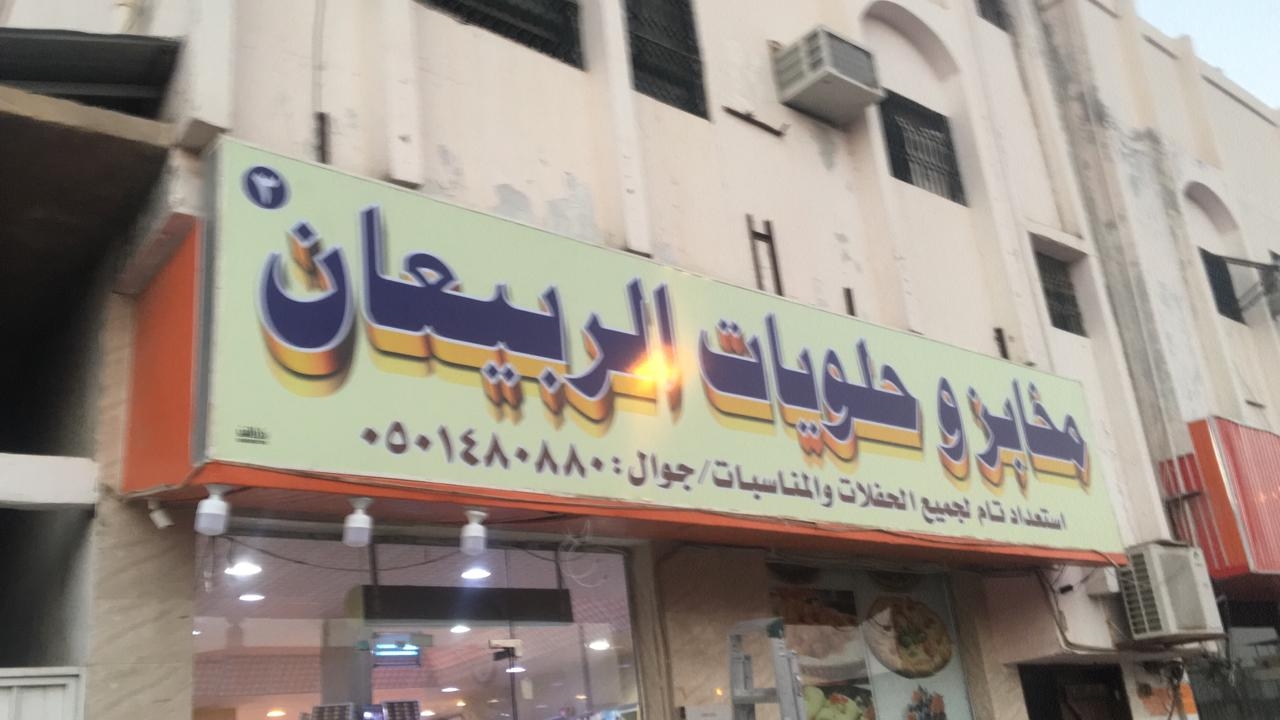 مخابز و حلويات الربيعان
٣
استعداد تام لجميع الحفلات والمناسبات/جوال: ٠٥٠١٤٨٠٨٨٠